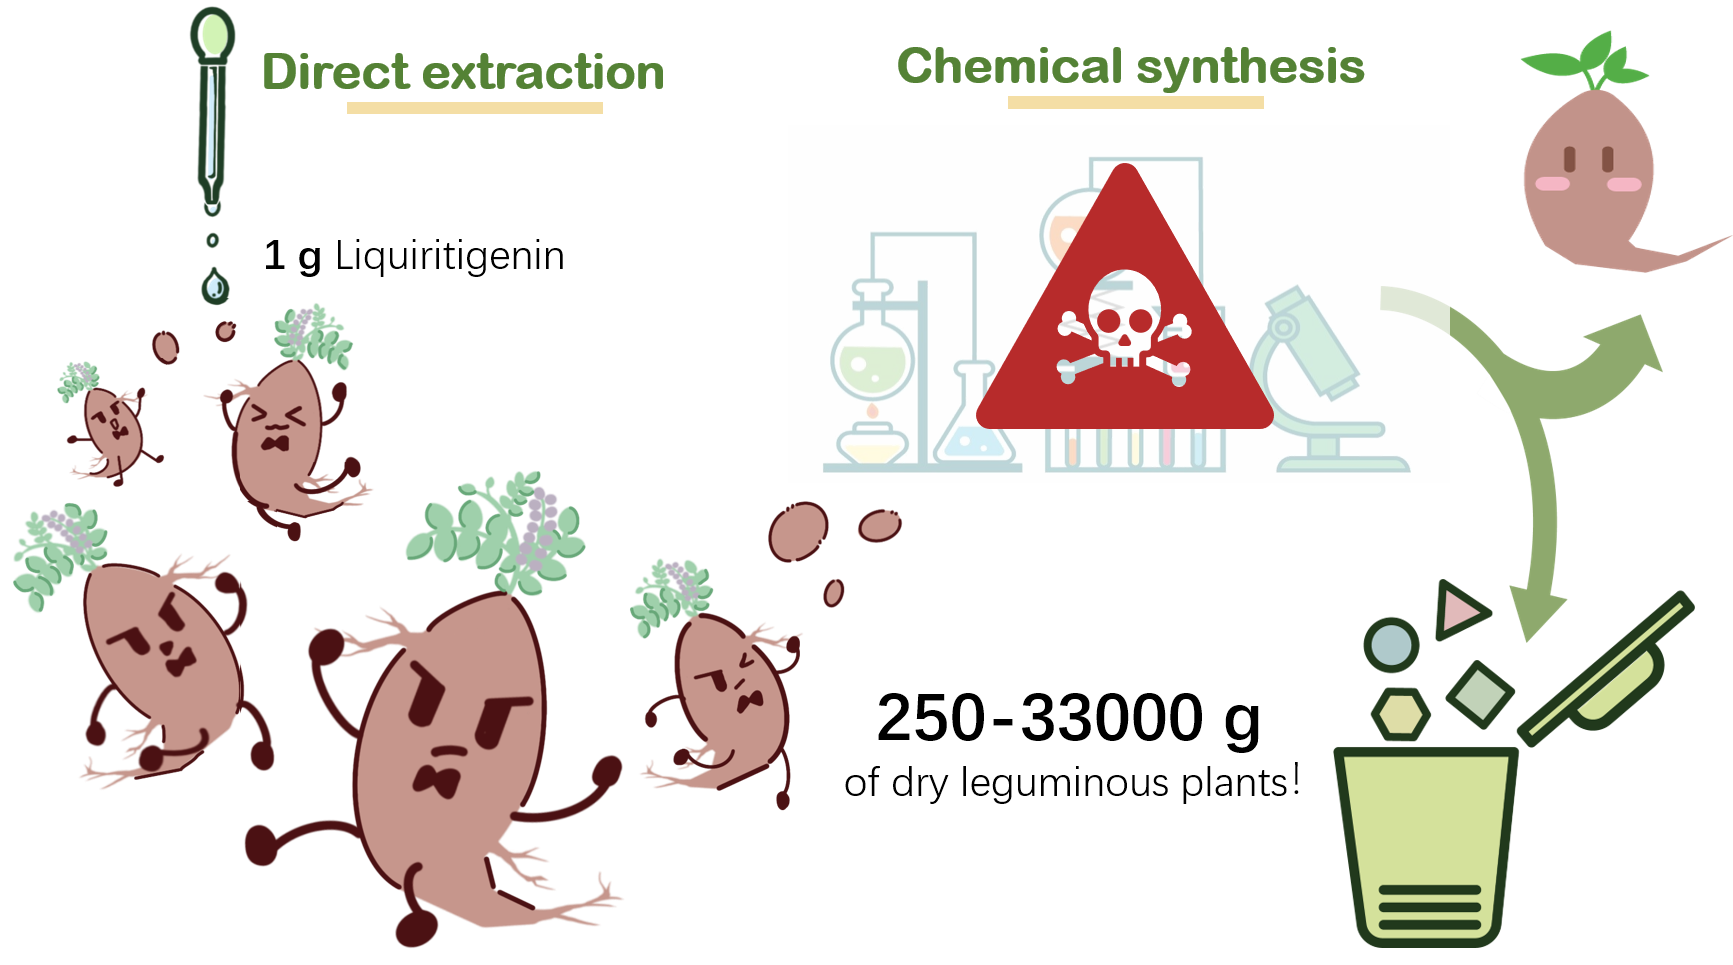 Direct extraction
Chemical synthesis
1 g Liquiritigenin
250-33000 g
of dry leguminous plants!